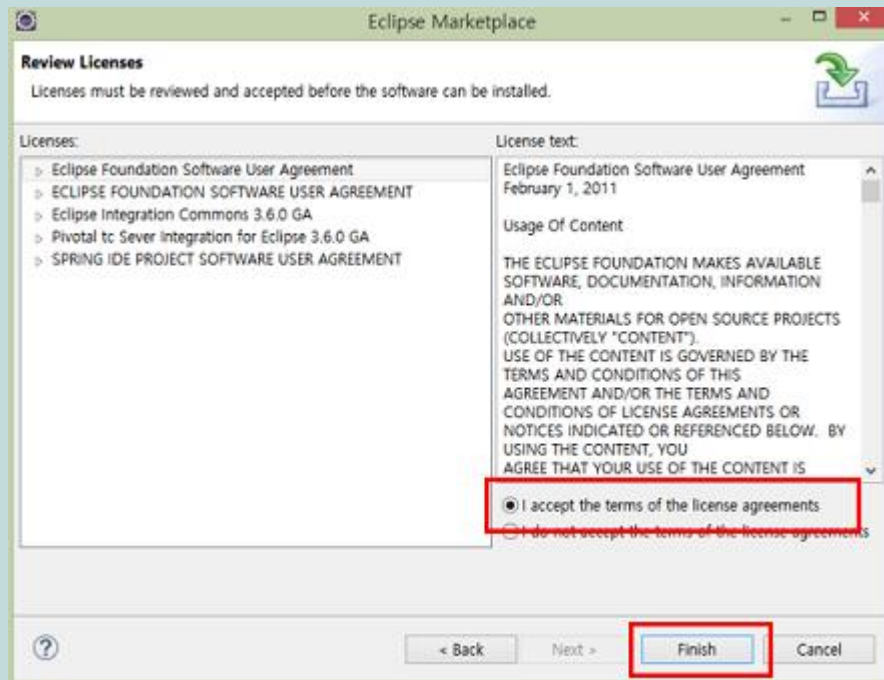 Eclipse Marketplace
Review Licenses
Licenses must be reviewed and accepted before the software can be installed.
Licenses:
Eclipse Foundation Software User Agreement
ECLIPSE FOUNDATION SOFTWARE USER AGREEMENT
Eclipse Integration Commons 3.6.0 GA
Pivotal tc Sever Integration for Eclipse 3.6.0 GA
SPRING IDE PROJECT SOFTWARE USER AGREEMENT
License text:
Eclipse Foundation Software User Agreement
February 1, 2011
Usage Of Content
THE ECLIPSE FOUNDATION MAKES AVAILABLE
SOFTWARE, DOCUMENTATION, INFORMATION
AND/OR
OTHER MATERIALS FOR OPEN SOURCE PROJECTS
(COLLECTIVELY "CONTENT").
USE OF THE CONTENT IS GOVERNED BY THE
TERMS AND CONDITIONS OF THIS
AGREEMENT AND/OR THE TERMS AND
CONDITIONS OF LICENSE AGREEMENTS OR
NOTICES INDICATED OR REFERENCED BELOW. BY
USING THE CONTENT, YOU
AGREE THAT YOUR USE OF THE CONTENT IS
I accept the terms of the license agreements
I do not accept the terms of the license agreements
?
< Back
Next >
Finish
Cancel